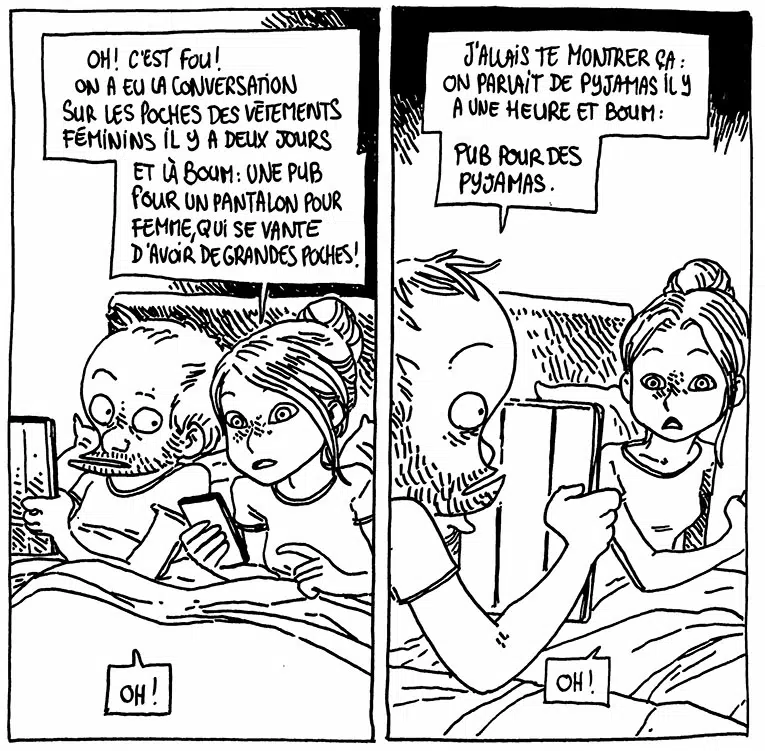 OH! C'EST FOU!
ON A EU LA CONVERSATION
SUR LES POCHES DES VÊTEMENTS
FÉMININS IL Y A DEUX JOURS
ET LÀ BOUM: UNE PUB
POUR UN PANTALON POUR
FEMME, QUI SE VANTE
D'AVOIR DE GRANDES POCHES!
OH!
J'ALLAIS TE MONTRER ÇA:
ON PARLAIT DE PYJAMAS IL Y
A UNE HEURE ET BOUM:
PUB POUR DES
PYJAMAS.
OH!